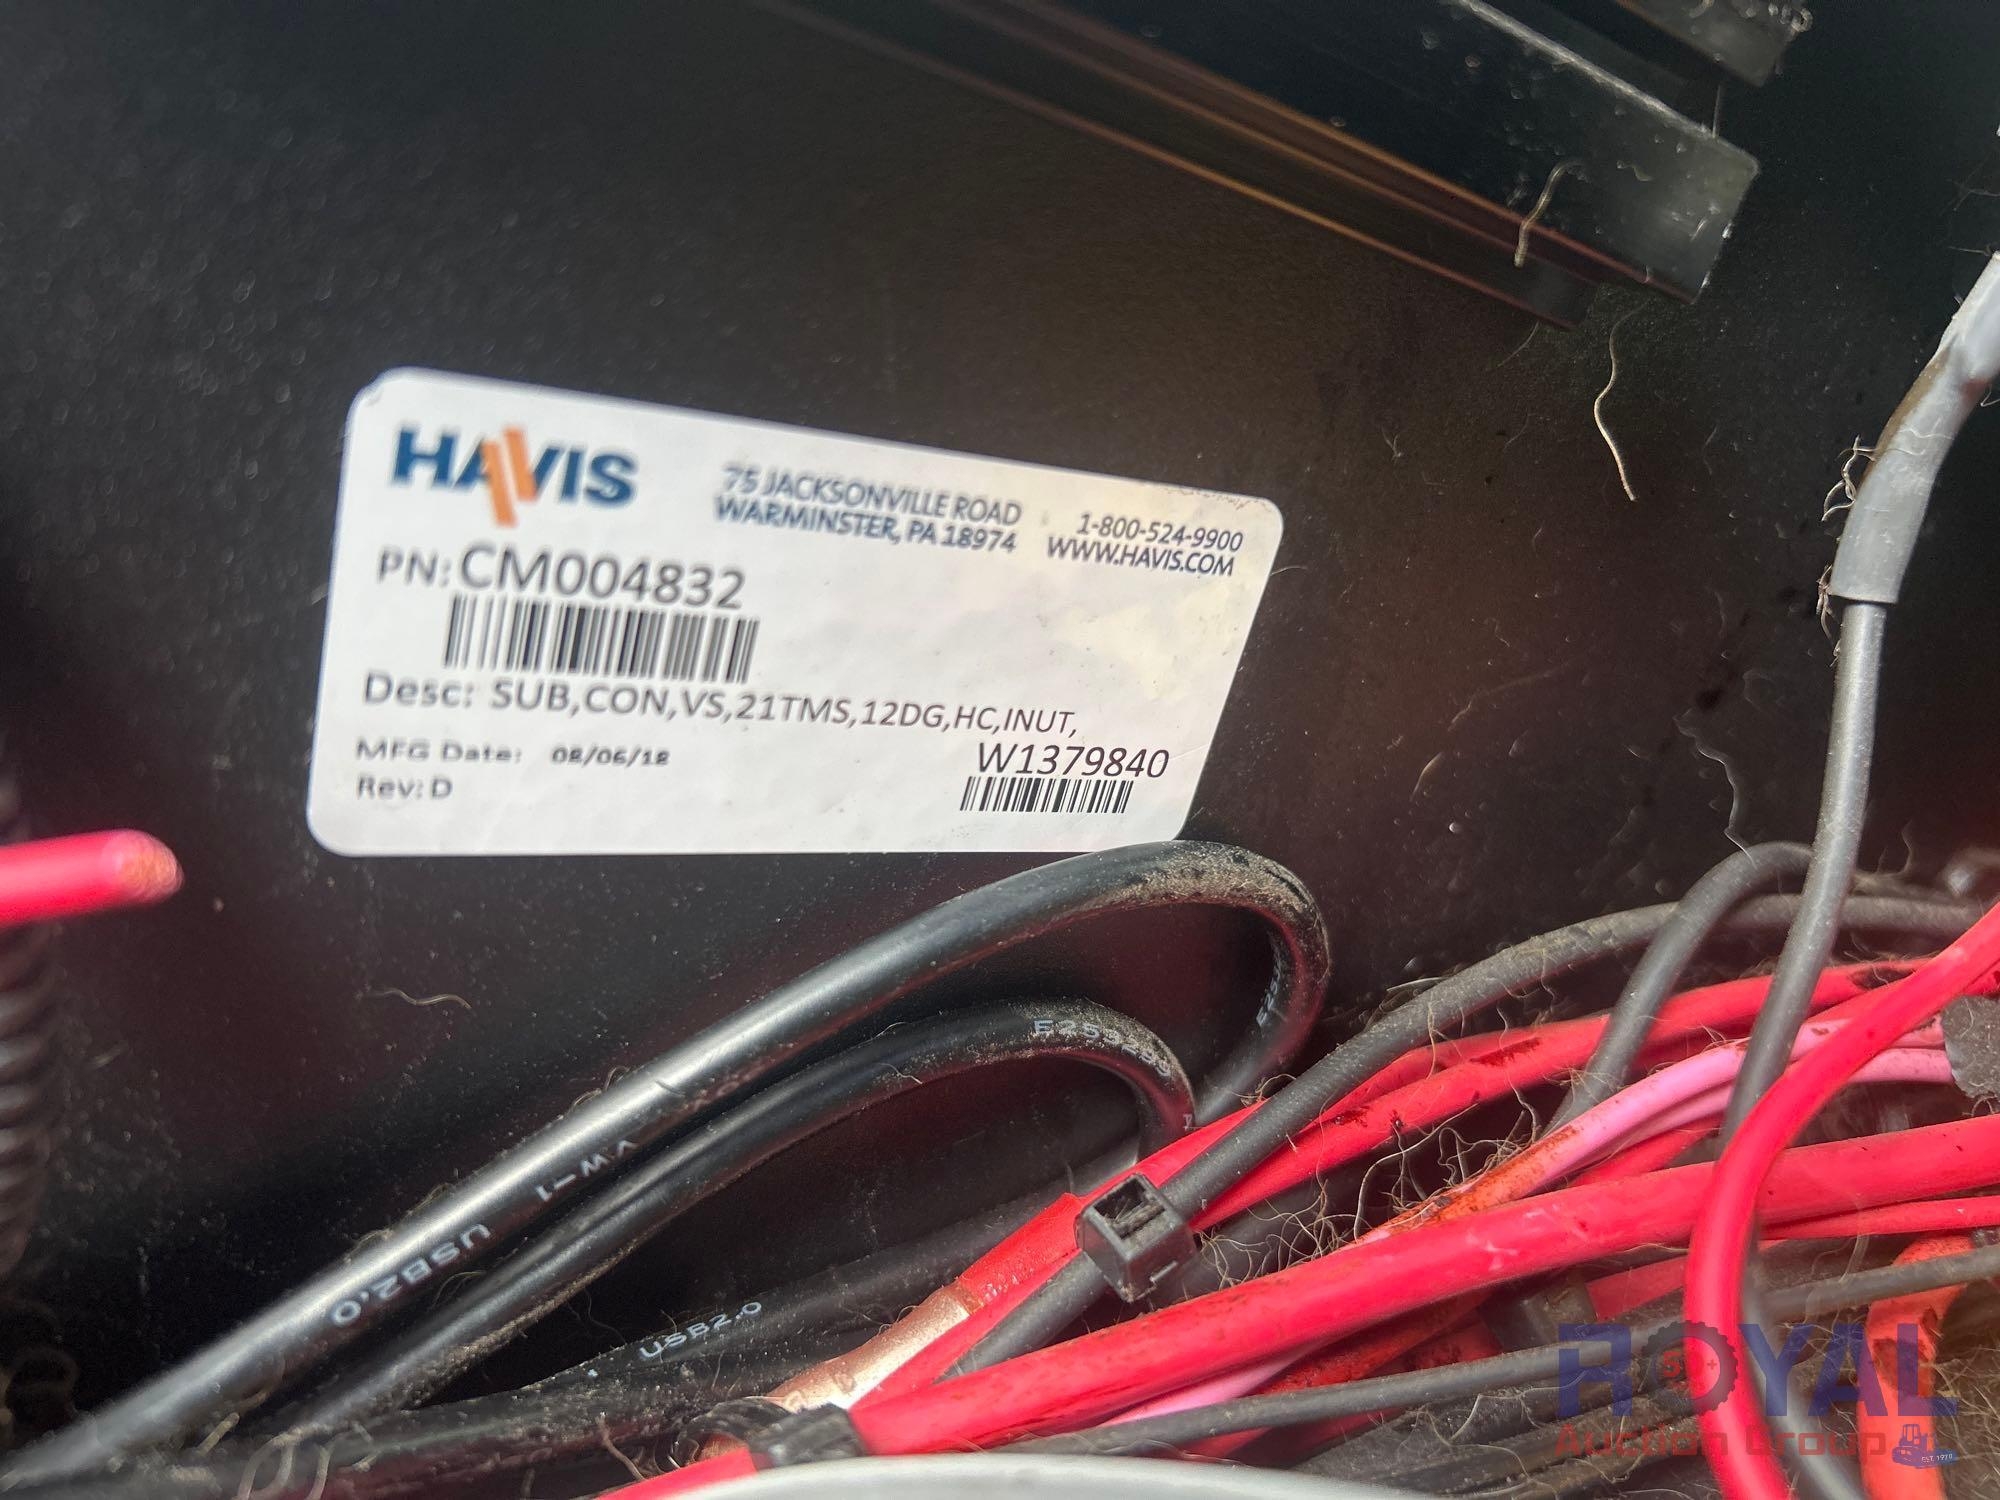 HAVIS
75 JACKSONVILLE ROAD
WARMINSTER, PA 18974
1-800-524-9900
WWW.HAVIS.COM
PN: CM004832
Desc: SUB,CON,VS,21TMS,12DG,HC,INUT,
MFG Date: 08/06/18
W1379840
Rev: D
VW-1
USB2.0
USB2.0
ROYAL
Auction Group
EST. 1970